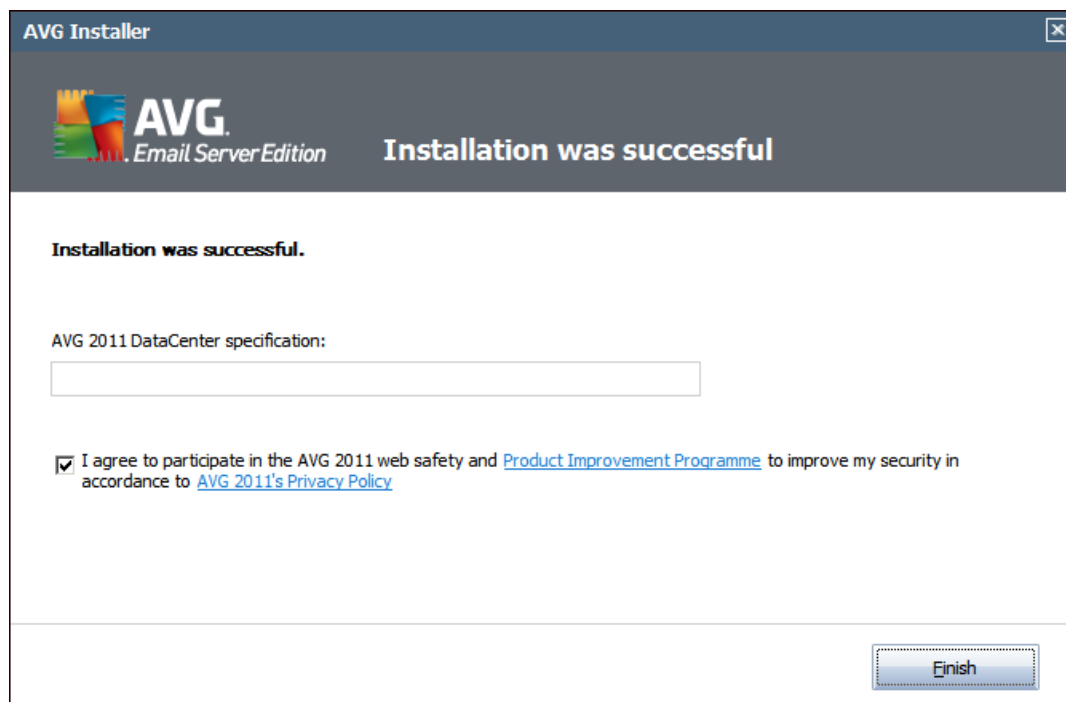 AVG Installer
AVG.
Email Server Edition
Installation was successful
Installation was successful.
AVG 2011 DataCenter specification:
I agree to participate in the AVG 2011 web safety and Product Improvement Programme to improve my security in
accordance to AVG 2011's Privacy Policy
Finish